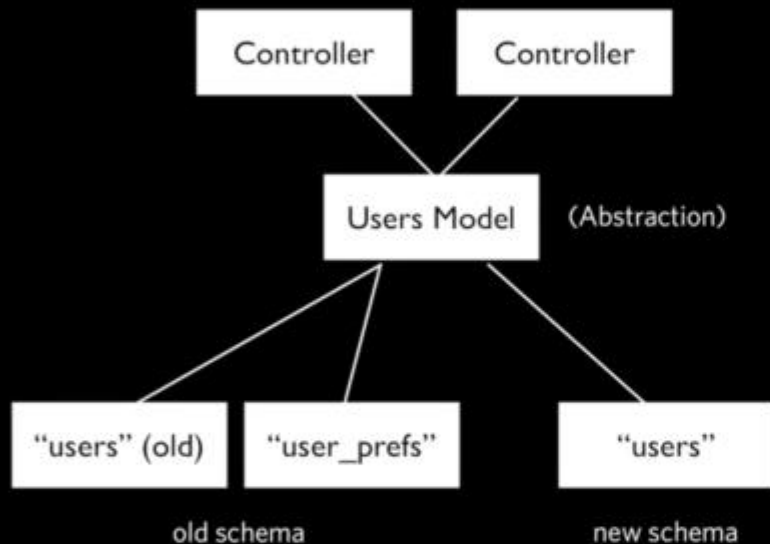 Controller
Controller
Users Model
(Abstraction)
“users” (old)
“user_prefs”
“users”
old schema
new schema